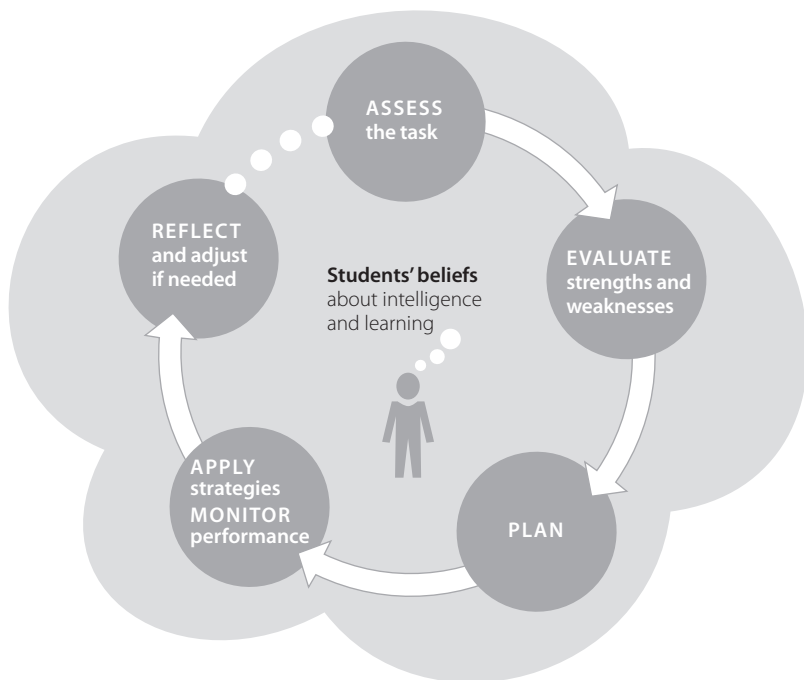 ASSESS
the task
EVALUATE
strengths and
weaknesses
PLAN
APPLY
strategies
MONITOR
performance
REFLECT
and adjust
if needed
Students’ beliefs
about intelligence
and learning